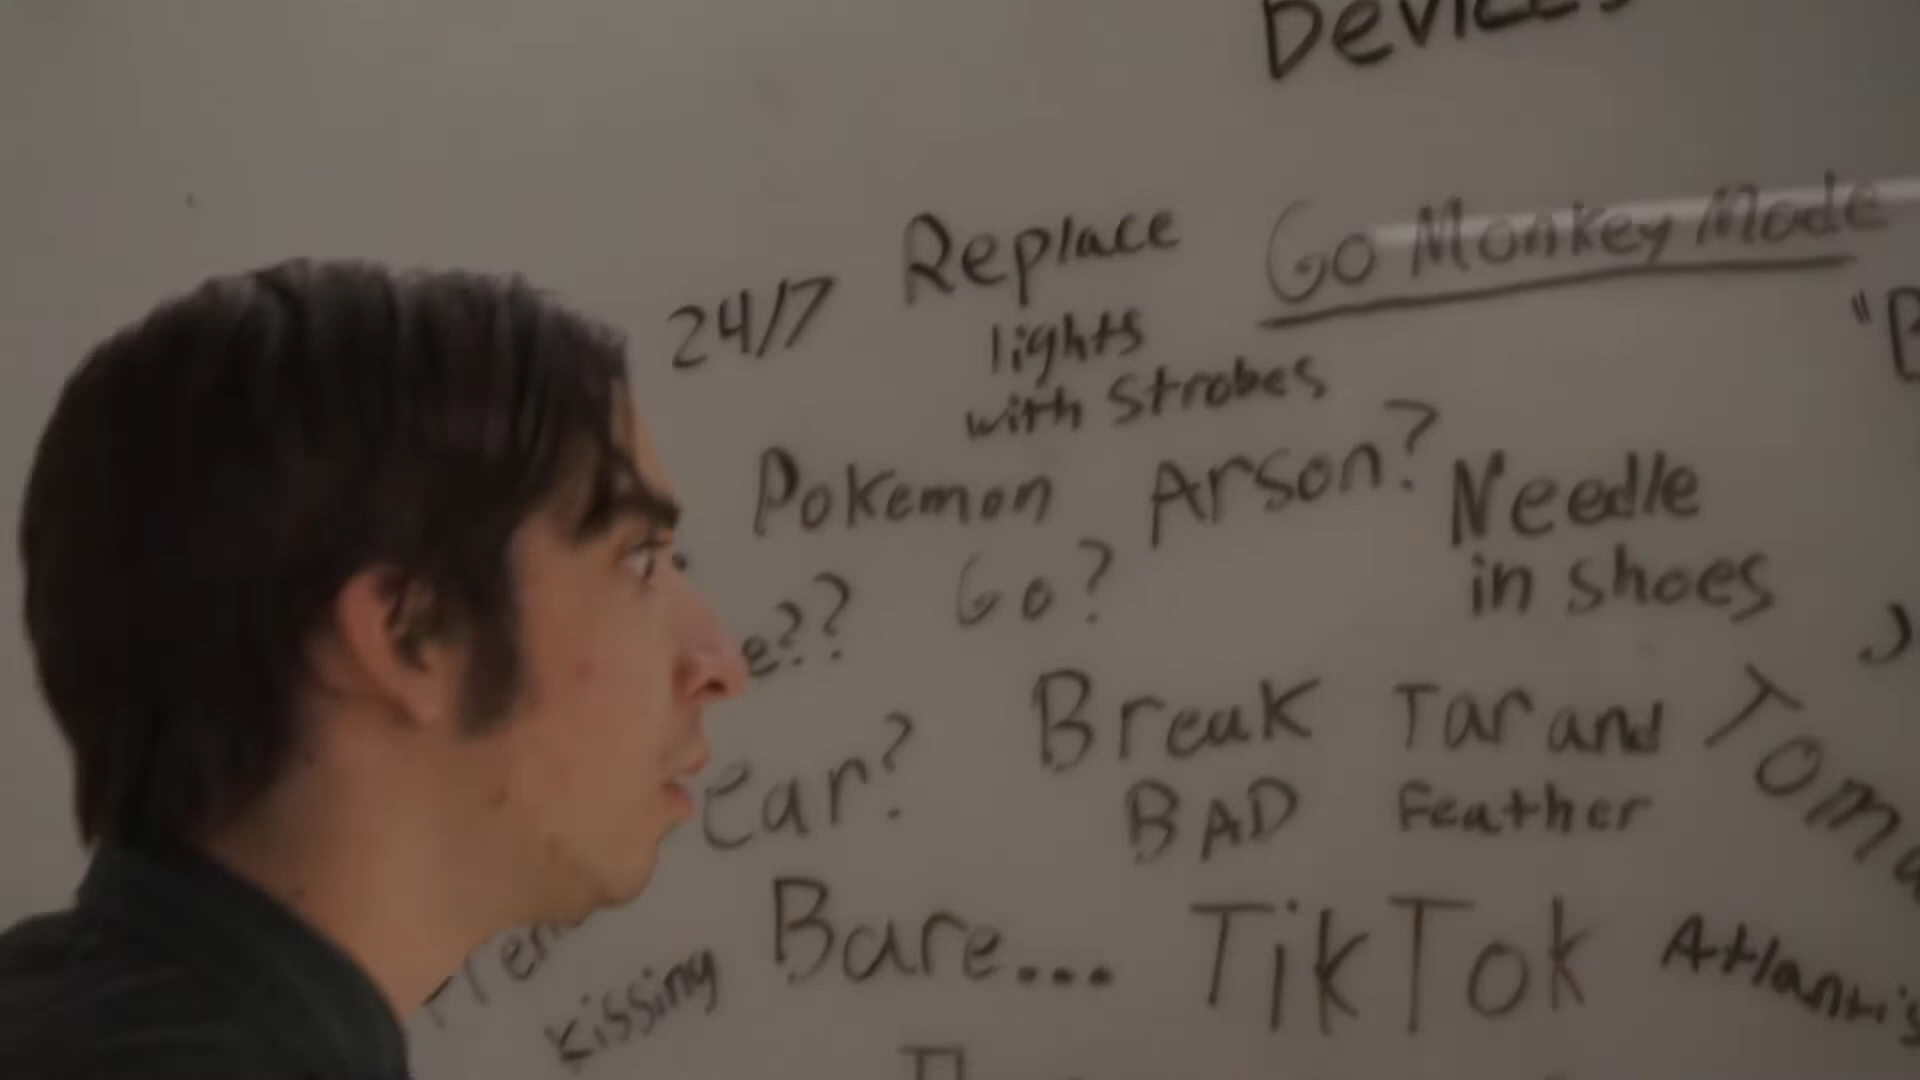 Devices
Go Monkey Mode
24/7
Replace
lights
with Strobes
Pokemon
Go?
Arson?
Needle
in shoes
e??
ear?
Break
BAD
Tar and
Feather
Bare...
TikTok
Atlantis
kissing